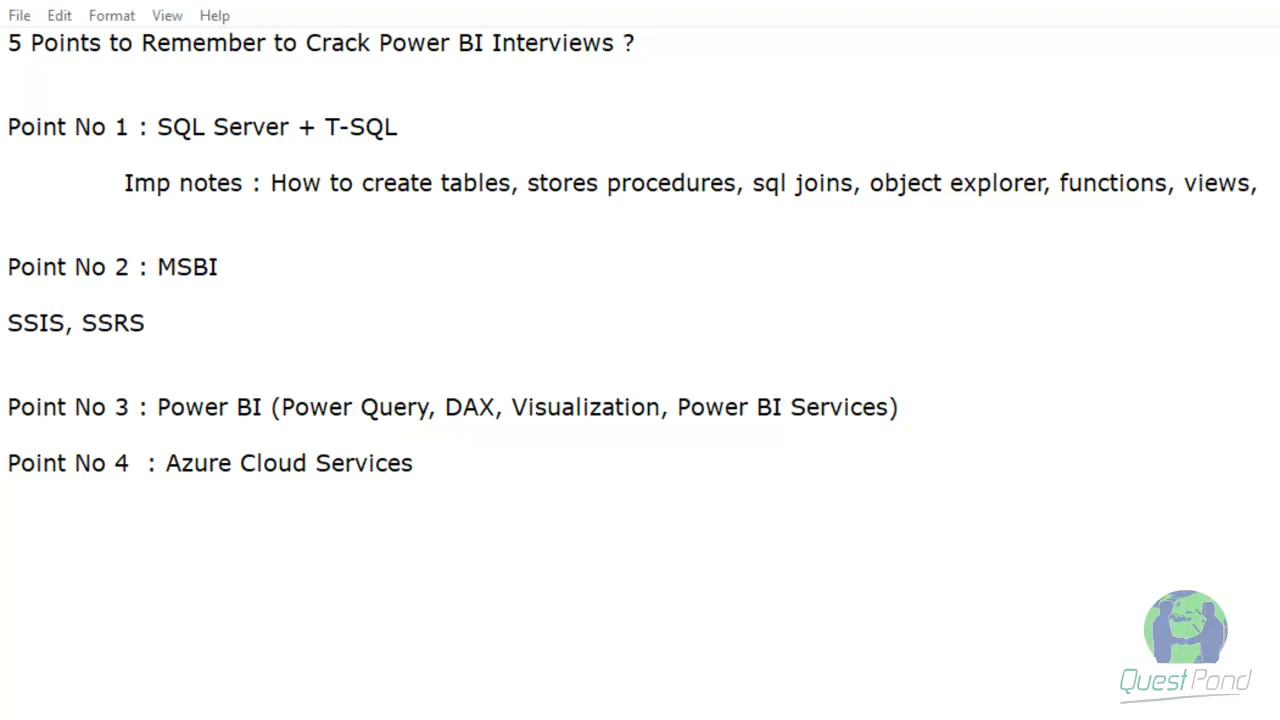 File Edit Format View Help
5 Points to Remember to Crack Power BI Interviews ?
Point No 1 : SQL Server + T-SQL
Imp notes : How to create tables, stores procedures, sql joins, object explorer, functions, views,
Point No 2 : MSBI
SSIS, SSRS
Point No 3 : Power BI (Power Query, DAX, Visualization, Power BI Services)
Point No 4 : Azure Cloud Services
QuestPond